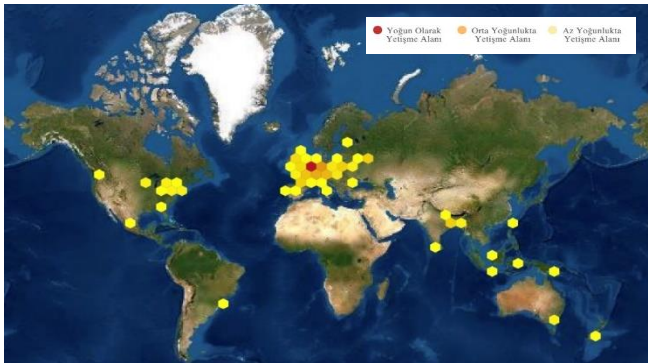 Yoğun Olarak
Yetişme Alanı
Orta Yoğunlukta
Yetişme Alanı
Az Yoğunlukta
Yetişme Alanı